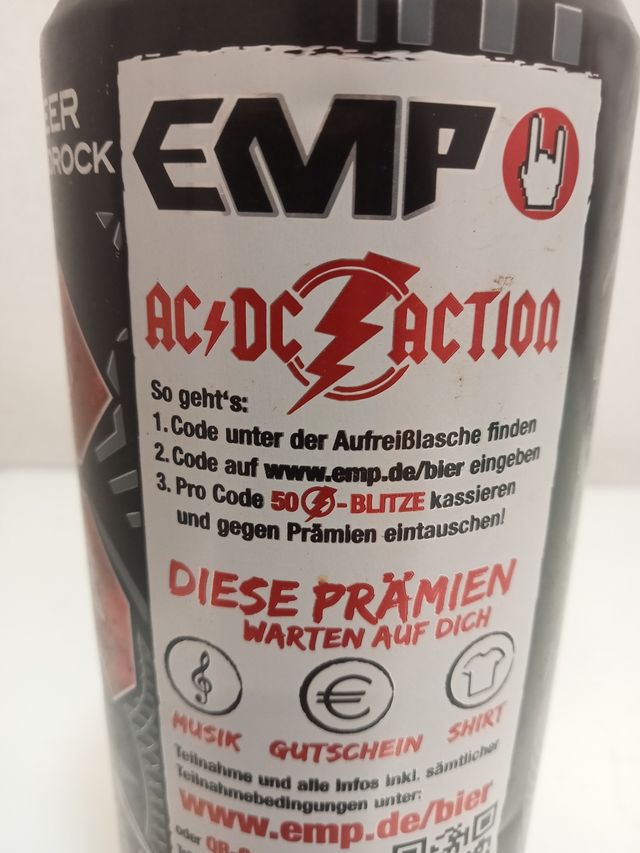 EER
ROCK
EMP
AC⚡DC ACTION
So geht's:
1. Code unter der Aufreißlasche finden
2. Code auf www.emp.de/bier eingeben
3. Pro Code 50 -BLITZE kassieren
und gegen Prämien eintauschen!
DIESE PRÄMIEN
WARTEN AUF DICH
€
MUSIK GUTSCHEIN SHIRT
Teilnahme und alle Infos inkl. sämtlicher
Teilnahmebedingungen unter:
www.emp.de/bier
oder QR-